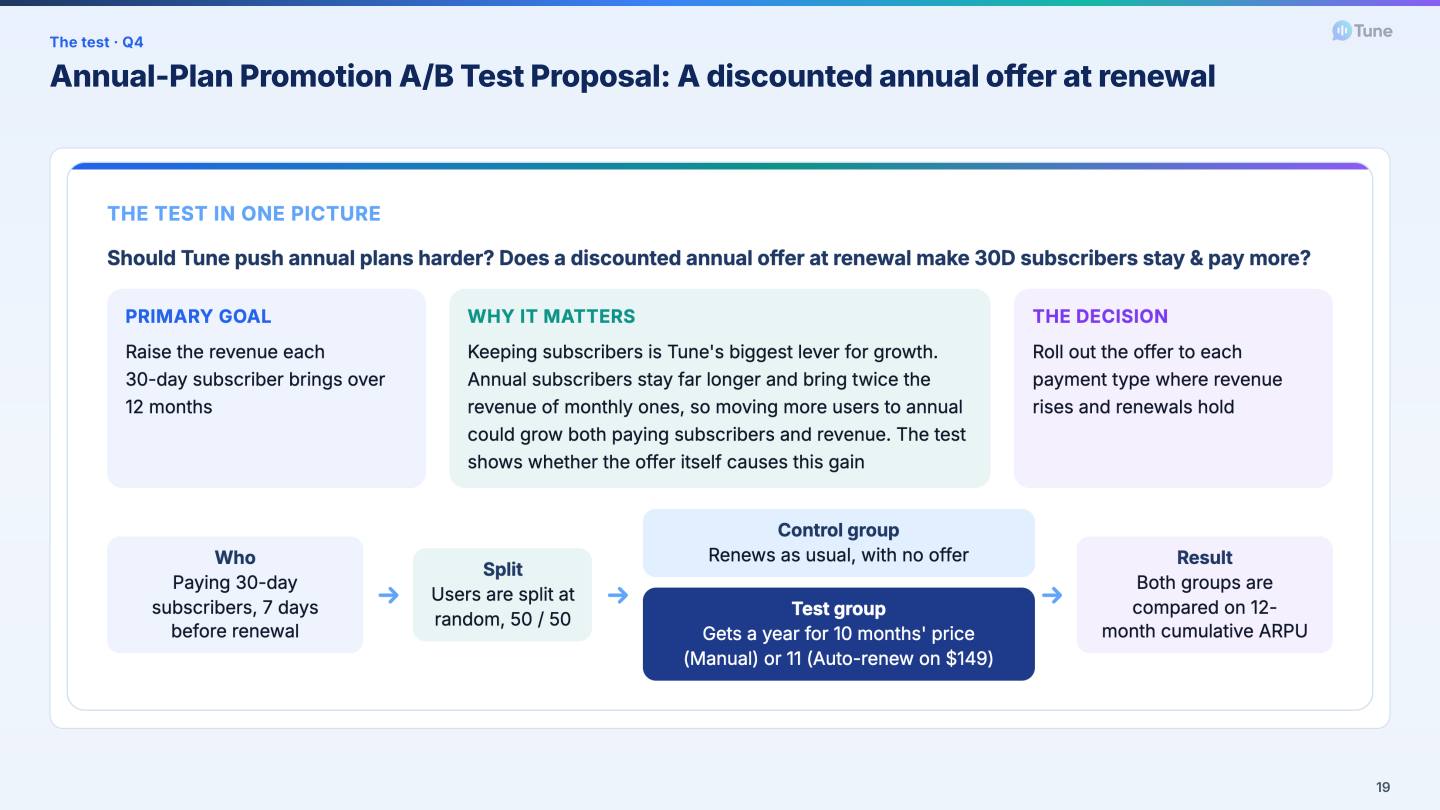 The test · Q4
Tune
Annual-Plan Promotion A/B Test Proposal: A discounted annual offer at renewal
THE TEST IN ONE PICTURE
Should Tune push annual plans harder? Does a discounted annual offer at renewal make 30D subscribers stay & pay more?
PRIMARY GOAL
Raise the revenue each
30-day subscriber brings over
12 months
WHY IT MATTERS
Keeping subscribers is Tune's biggest lever for growth.
Annual subscribers stay far longer and bring twice the
revenue of monthly ones, so moving more users to annual
could grow both paying subscribers and revenue. The test
shows whether the offer itself causes this gain
THE DECISION
Roll out the offer to each
payment type where revenue
rises and renewals hold
Who
Paying 30-day
subscribers, 7 days
before renewal
Split
Users are split at
random, 50 / 50
Control group
Renews as usual, with no offer
Test group
Gets a year for 10 months' price
(Manual) or 11 (Auto-renew on $149)
Result
Both groups are
compared on 12-
month cumulative ARPU
19